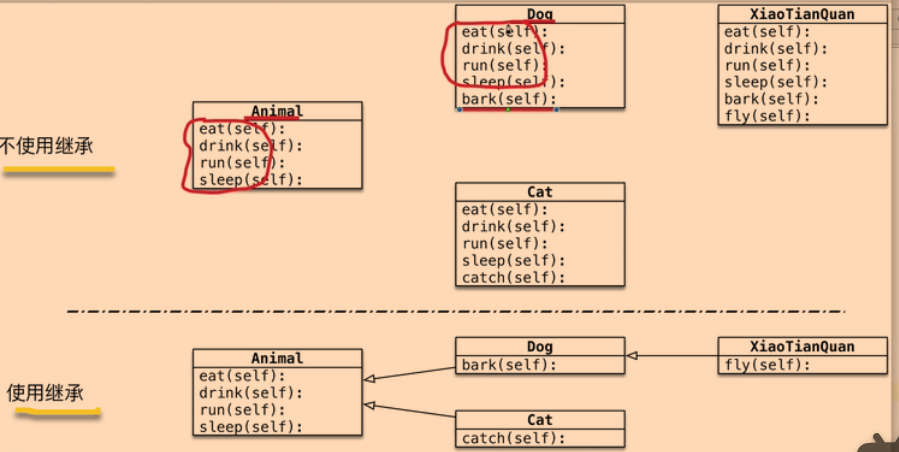 不使用继承
Animal
eat(self):
drink(self):
run(self):
sleep(self):
Dog
eat(self):
drink(self):
run(self):
sleep(self):
bark(self):
XiaoTianQuan
eat(self):
drink(self):
run(self):
sleep(self):
bark(self):
fly(self):
Cat
eat(self):
drink(self):
run(self):
sleep(self):
catch(self):
使用继承
Animal
eat(self):
drink(self):
run(self):
sleep(self):
Dog
bark(self):
XiaoTianQuan
fly(self):
Cat
catch(self):